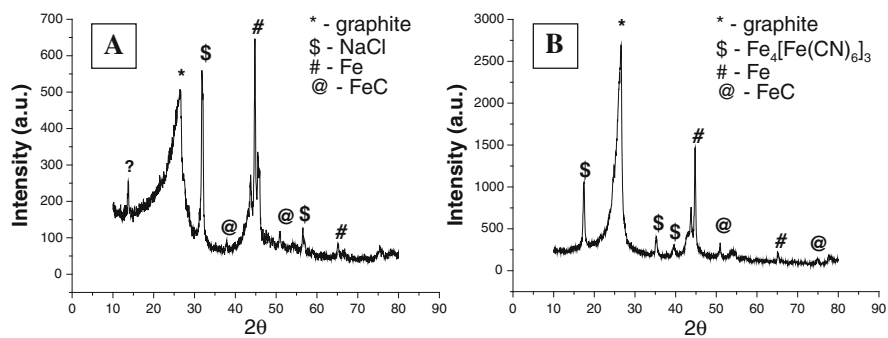 A
* - graphite
$ - NaCl
# - Fe
@ - FeC
? * $ # @ @ $ #
Intensity (a.u.)
700
600
500
400
300
200
100
0
0 10 20 30 40 50 60 70 80 90
2θ
B
* - graphite
$ - Fe4[Fe(CN)6]3
# - Fe
@ - FeC
$ * $ $ # @ # @
Intensity (a.u.)
3000
2500
2000
1500
1000
500
0
0 10 20 30 40 50 60 70 80 90
2θ